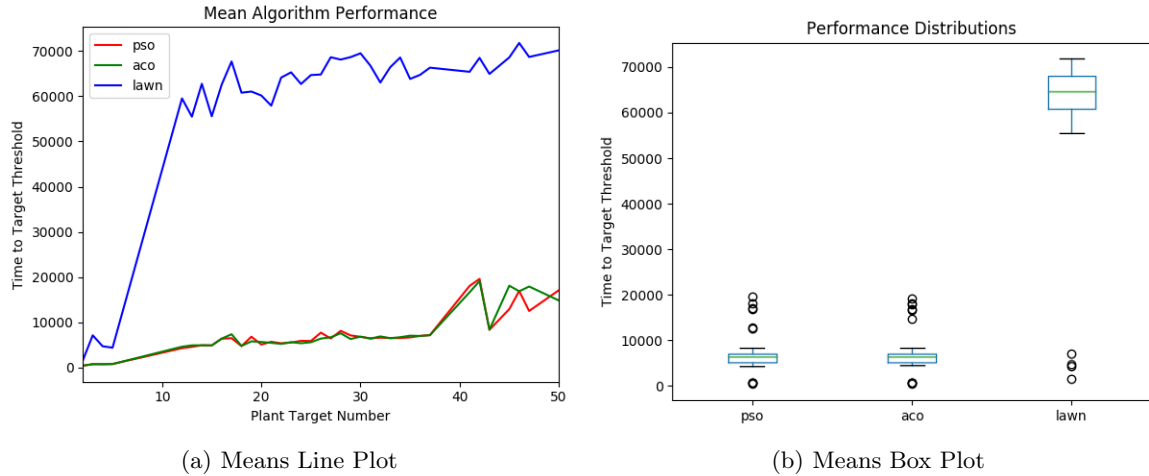 Mean Algorithm Performance
pso
aco
lawn
70000
60000
50000
40000
30000
20000
10000
0
Time to Target Threshold
10
20
30
40
50
Plant Target Number
(a) Means Line Plot
Performance Distributions
70000
60000
50000
40000
30000
20000
10000
0
Time to Target Threshold
pso
aco
lawn
(b) Means Box Plot